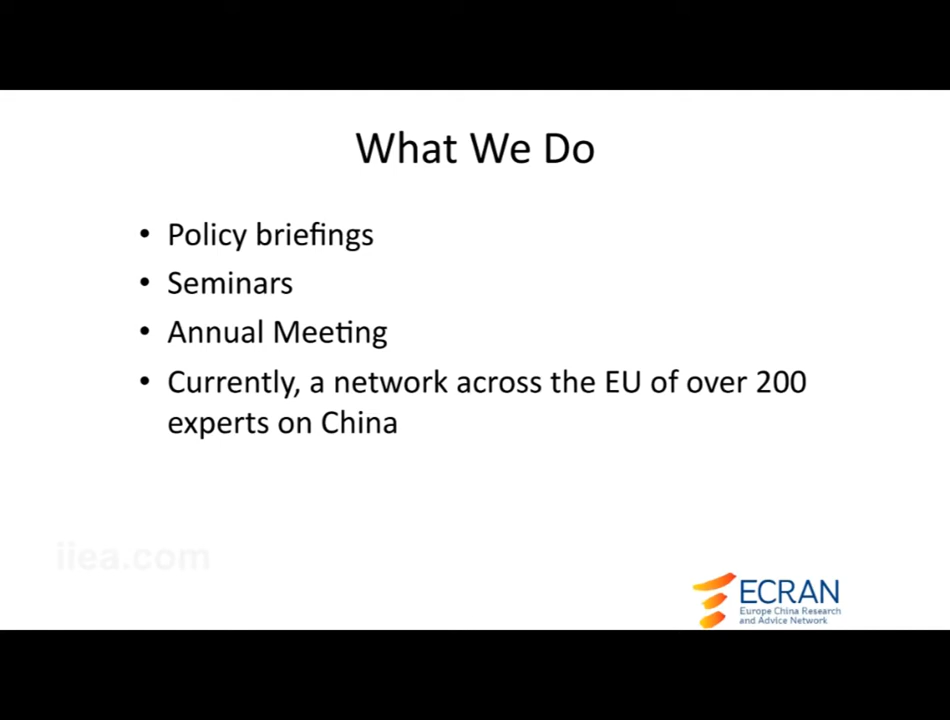 What We Do
• Policy briefings
• Seminars
• Annual Meeting
• Currently, a network across the EU of over 200
experts on China
iiea.com
ECRAN
Europe China Research
and Advice Network